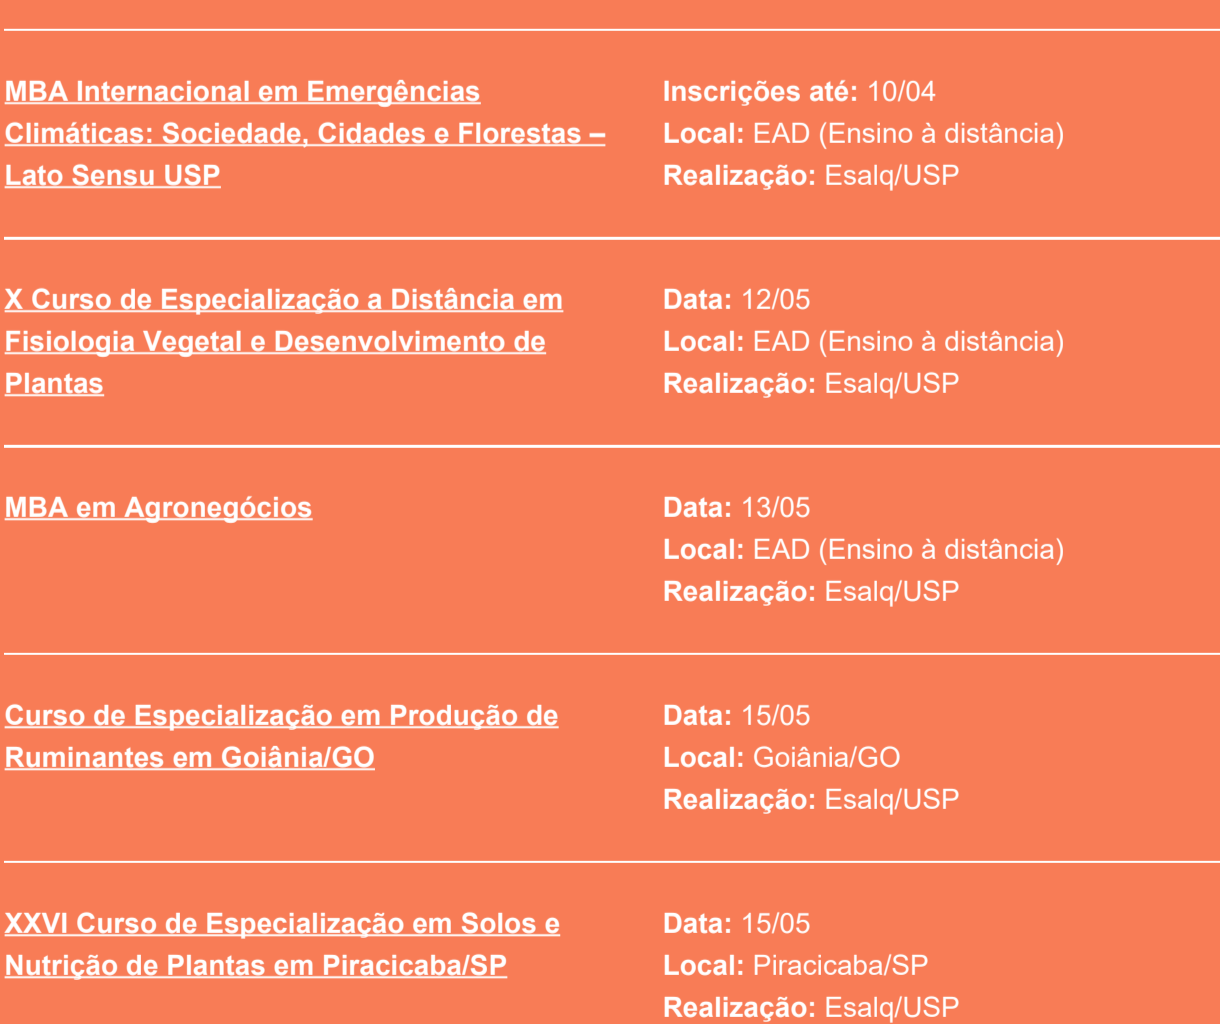 MBA Internacional em Emergências
Climáticas: Sociedade, Cidades e Florestas –
Lato Sensu USP
Inscrições até: 10/04
Local: EAD (Ensino à distância)
Realização: Esalq/USP
X Curso de Especialização a Distância em
Fisiologia Vegetal e Desenvolvimento de
Plantas
Data: 12/05
Local: EAD (Ensino à distância)
Realização: Esalq/USP
MBA em Agronegócios
Data: 13/05
Local: EAD (Ensino à distância)
Realização: Esalq/USP
Curso de Especialização em Produção de
Ruminantes em Goiânia/GO
Data: 15/05
Local: Goiânia/GO
Realização: Esalq/USP
XXVI Curso de Especialização em Solos e
Nutrição de Plantas em Piracicaba/SP
Data: 15/05
Local: Piracicaba/SP
Realização: Esalq/USP